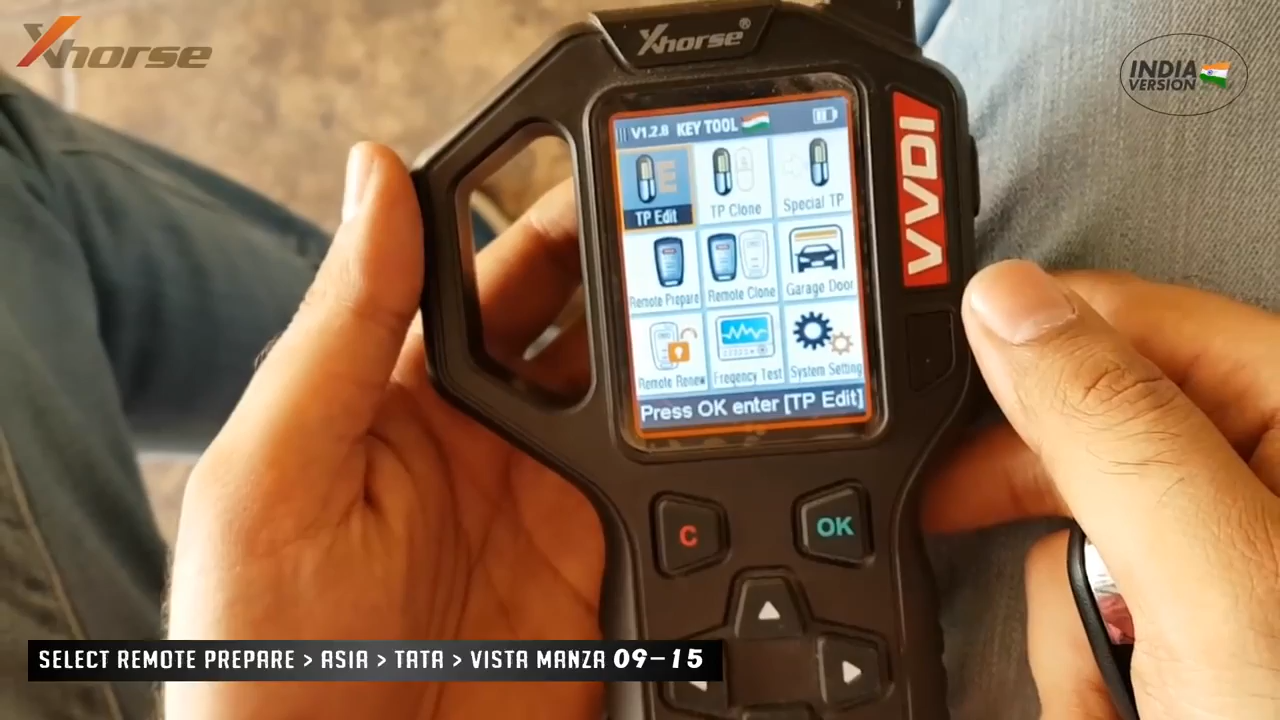 Xhorse
Xhorse®
INDIA
VERSION
VVDI
V1.2.8 KEY TOOL
TP Edit
TP Clone
Special TP
Remote Prepare
Remote Clone
Garage Door
Remote Renew
Freqency Test
System Setting
Press OK enter [TP Edit]
C
OK
SELECT REMOTE PREPARE > ASIA > TATA > VISTA MANZA 09-15